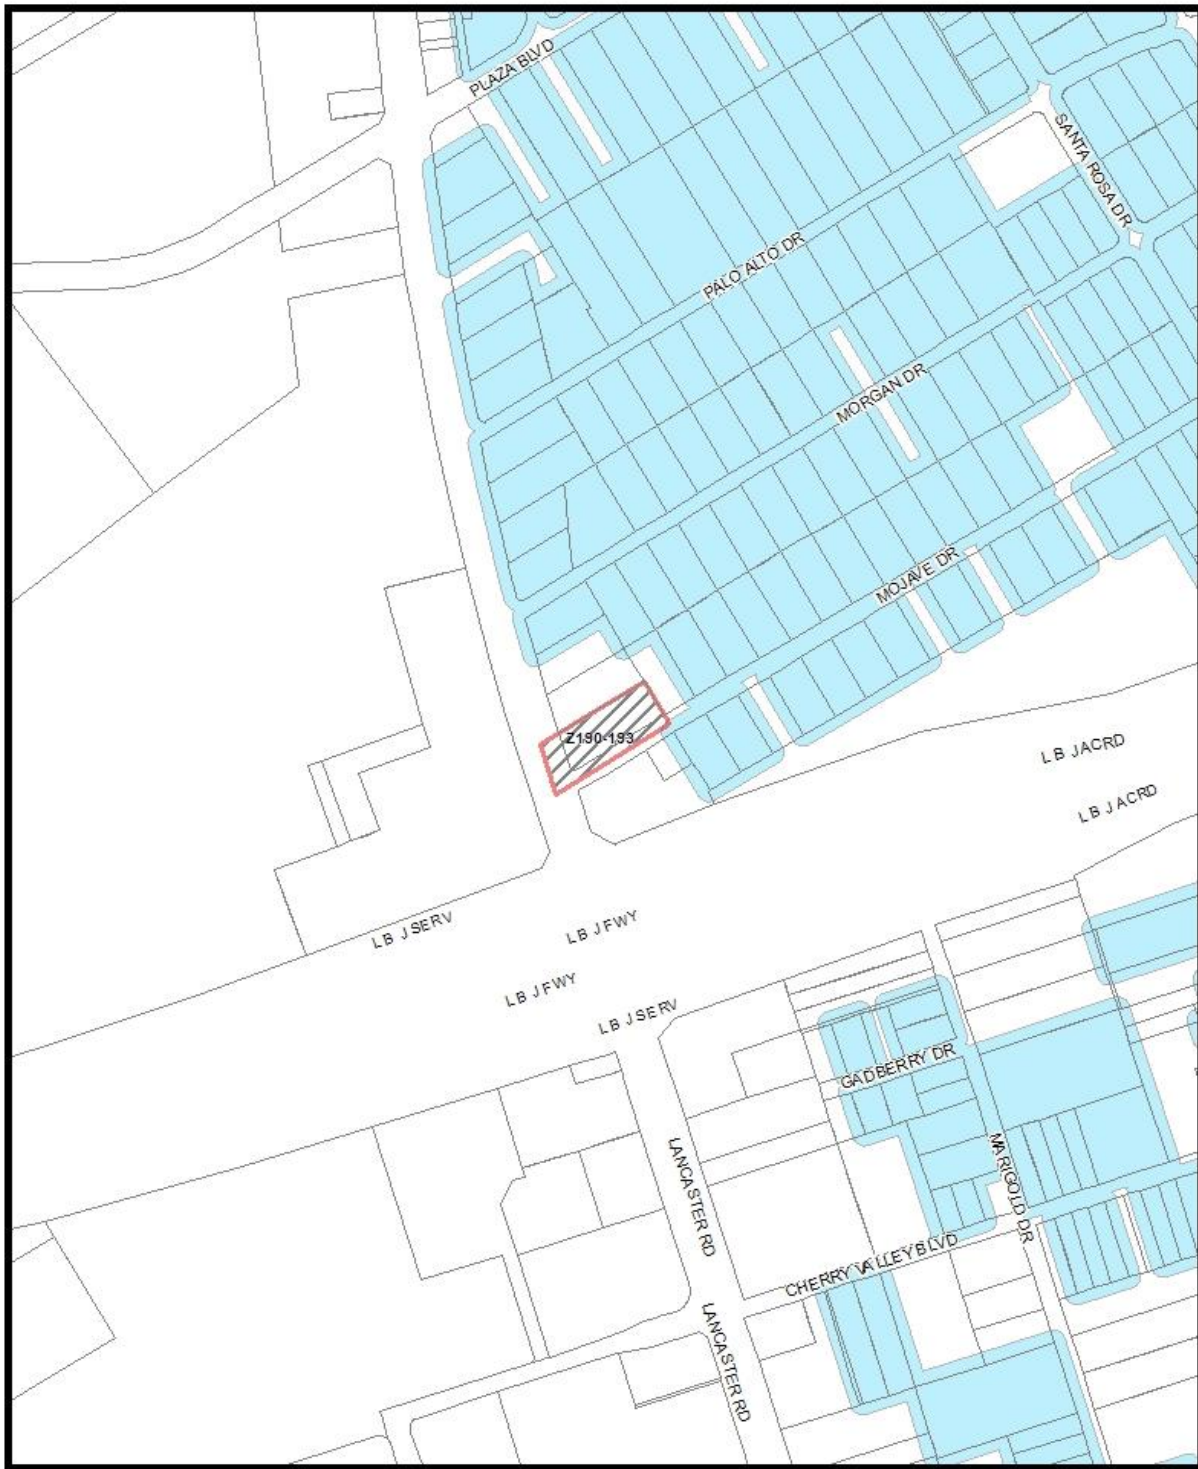 PLAZA BLVD
SANTA ROSA DR
PALO ALTO DR
MORGAN DR
MOJAVE DR
Z190-193
L B J ACRD
L B J ACRD
L B J SERV
L B J FWY
L B J FWY
L B J SERV
GADBERRY DR
MARIGOLD DR
LANCASTER RD
CHERRY VALLEY BLVD
LANCASTER RD